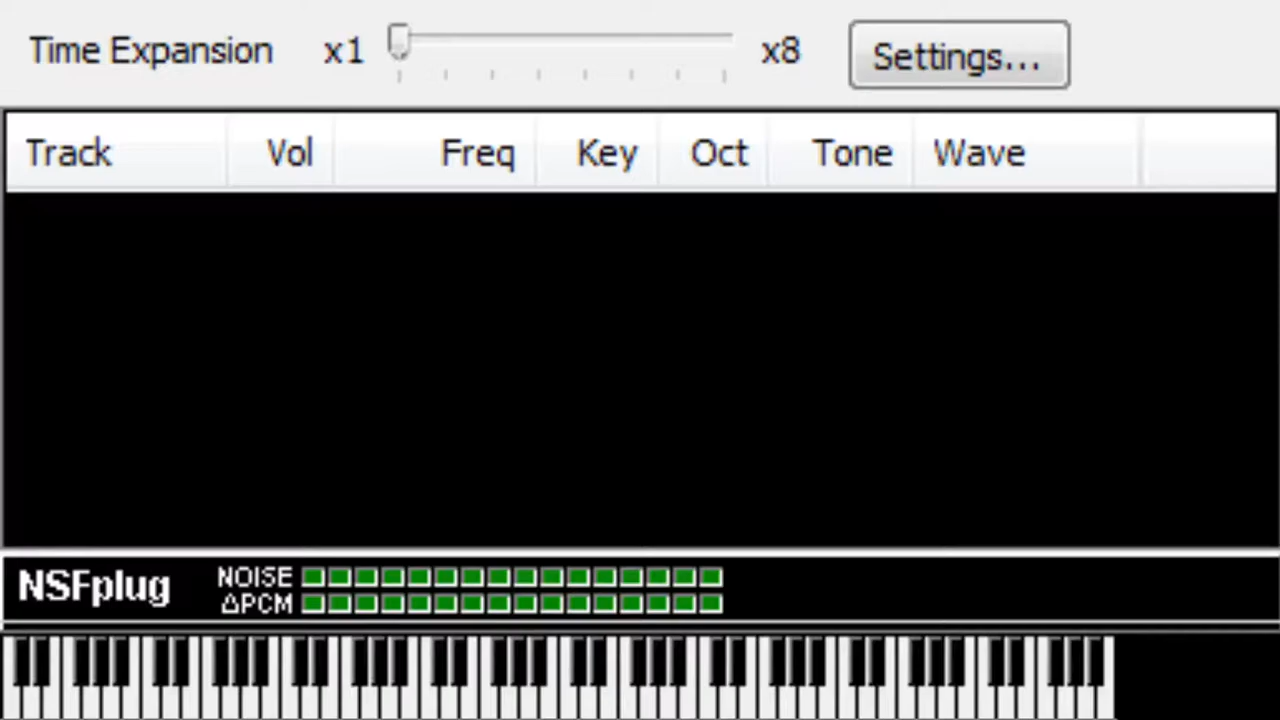 Time Expansion x1 x8 Settings...
Track Vol Freq Key Oct Tone Wave
NSFplug
NOISE
ΔPCM